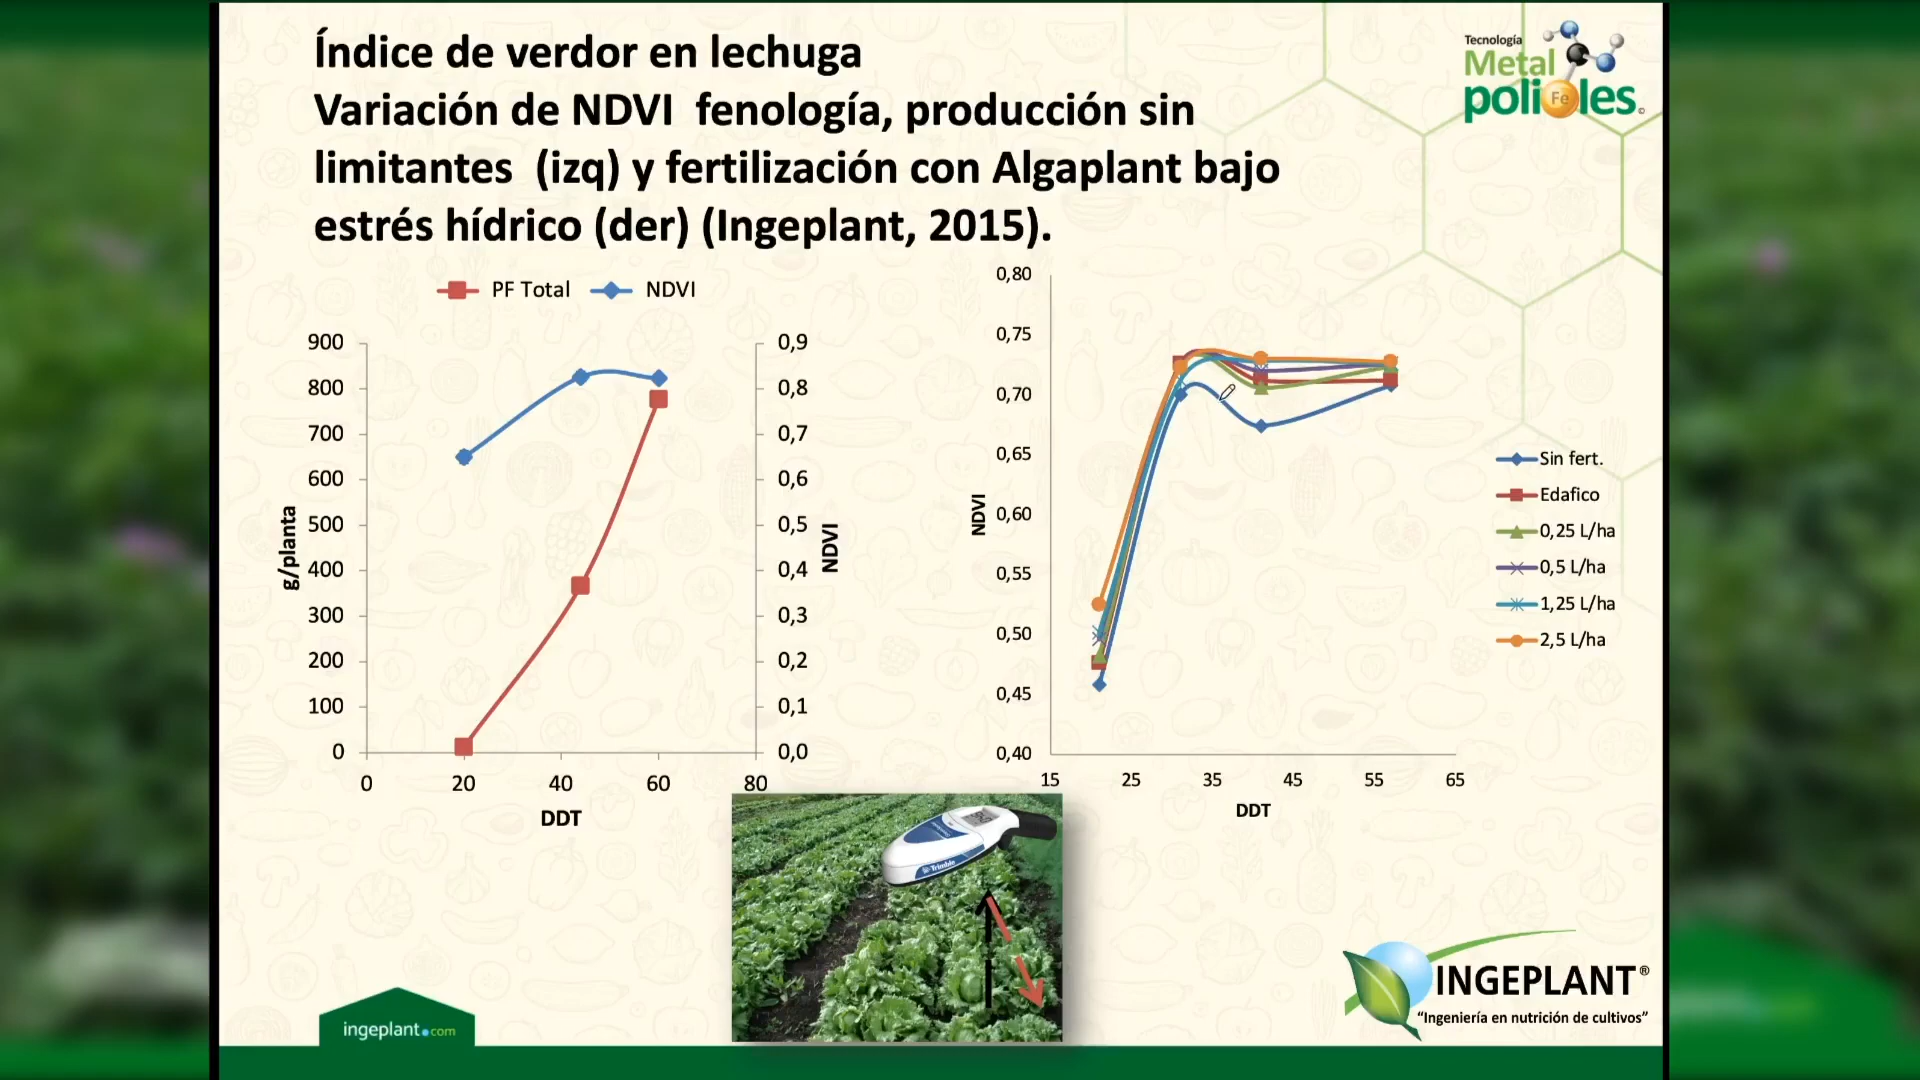 Índice de verdor en lechuga
Variación de NDVI fenología, producción sin
limitantes (izq) y fertilización con Algaplant bajo
estrés hídrico (der) (Ingeplant, 2015).
Tecnología
Metal
polifeoles
PF Total NDVI
900
800
700
600
500
400
300
200
100
0
g/planta
0,9
0,8
0,7
0,6
0,5
0,4
0,3
0,2
0,1
0,0
NDVI
0 20 40 60 80
DDT
0,80
0,75
0,70
0,65
0,60
0,55
0,50
0,45
0,40
NDVI
15 25 35 45 55 65
DDT
Sin fert.
Edafico
0,25 L/ha
0,5 L/ha
1,25 L/ha
2,5 L/ha
Trimble
ingeplant.com
INGEPLANT®
“Ingeniería en nutrición de cultivos”